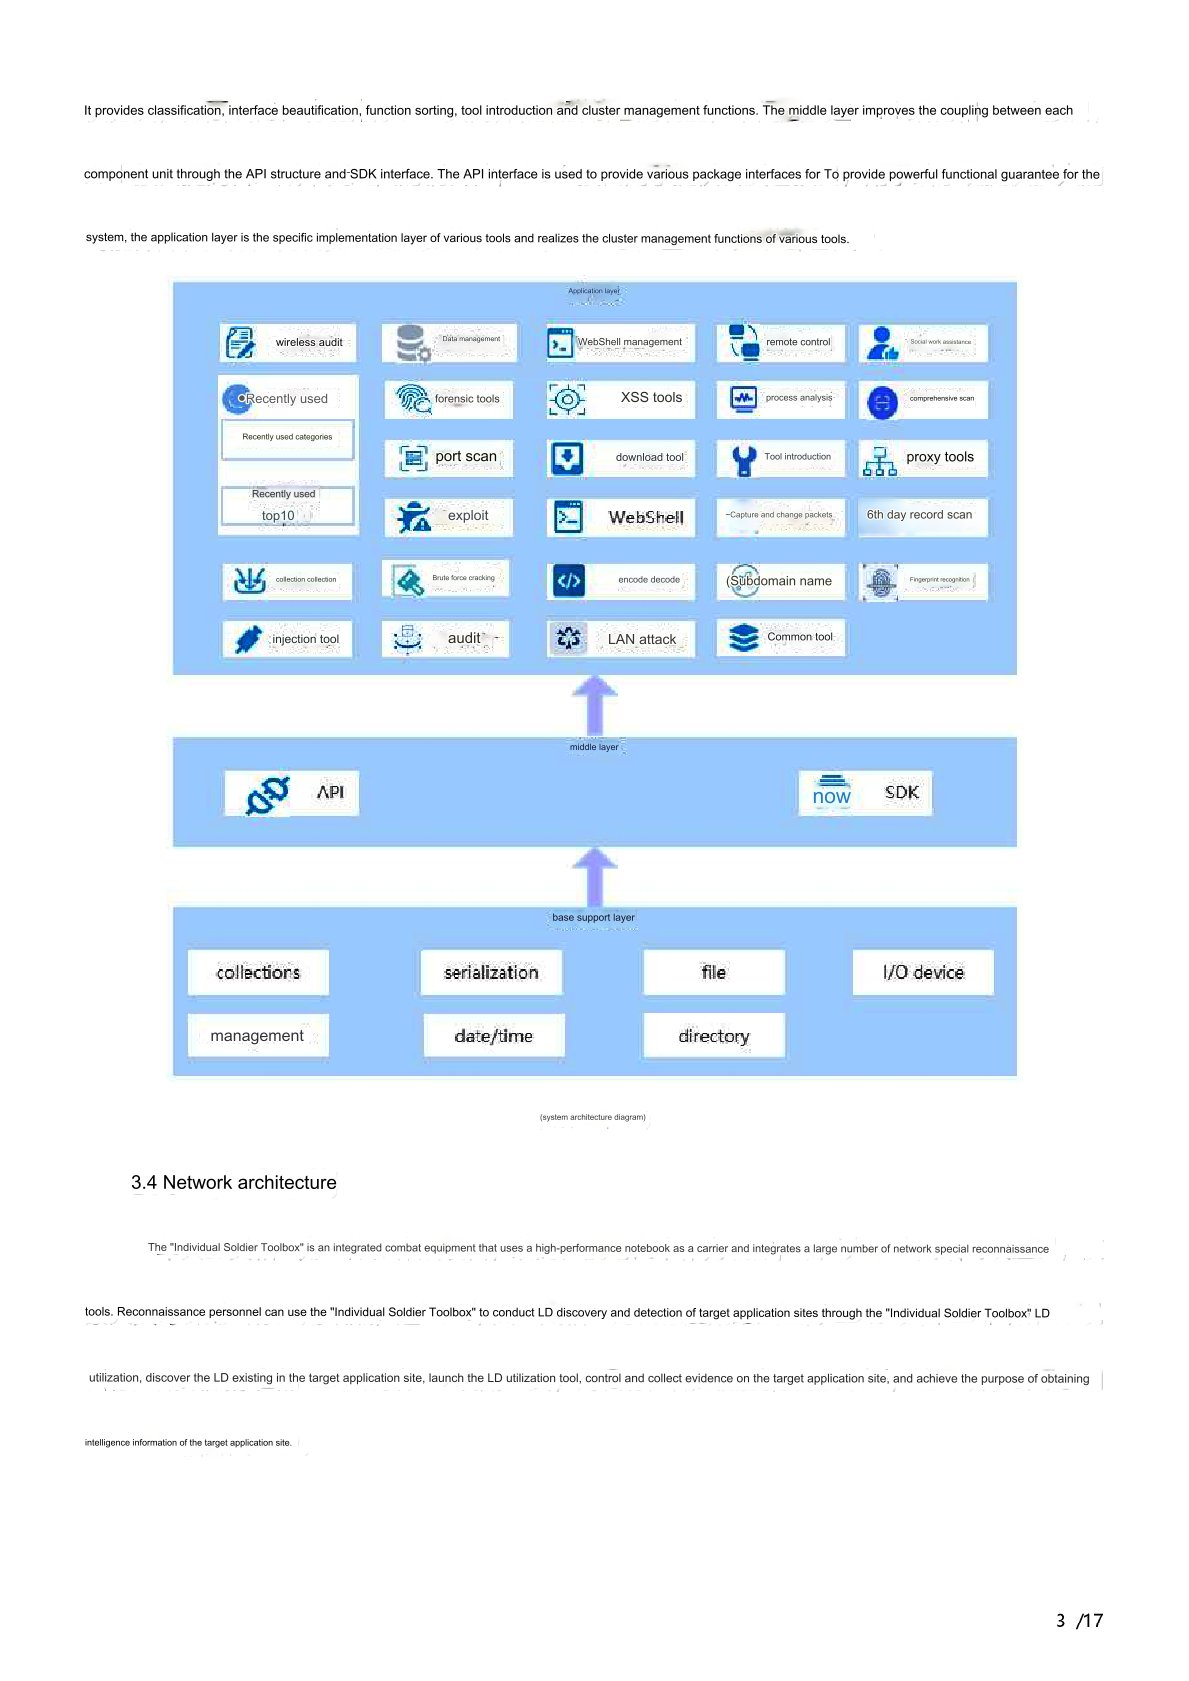 It provides classification, interface beautification, function sorting, tool introduction and cluster management functions. The middle layer improves the coupling between each
component unit through the API structure and SDK interface. The API interface is used to provide various package interfaces for To provide powerful functional guarantee for the
system, the application layer is the specific implementation layer of various tools and realizes the cluster management functions of various tools.
Application layer
wireless audit
Data management
WebShell management
remote control
Social work assistance
Recently used
forensic tools
XSS tools
process analysis
comprehensive scan
Recently used categories
port scan
download tool
Tool introduction
proxy tools
Recently used
top10
exploit
WebShell
Capture and change packets
6th day record scan
collection collection
Brute force cracking
encode decode
(Subdomain name
Fingerprint recognition
injection tool
audit
LAN attack
Common tool
middle layer
API
now
SDK
base support layer
collections
serialization
file
I/O device
management
date/time
directory
(system architecture diagram)
3.4 Network architecture
The "Individual Soldier Toolbox" is an integrated combat equipment that uses a high-performance notebook as a carrier and integrates a large number of network special reconnaissance
tools. Reconnaissance personnel can use the "Individual Soldier Toolbox" to conduct LD discovery and detection of target application sites through the "Individual Soldier Toolbox" LD
utilization, discover the LD existing in the target application site, launch the LD utilization tool, control and collect evidence on the target application site, and achieve the purpose of obtaining
intelligence information of the target application site.
3 /17